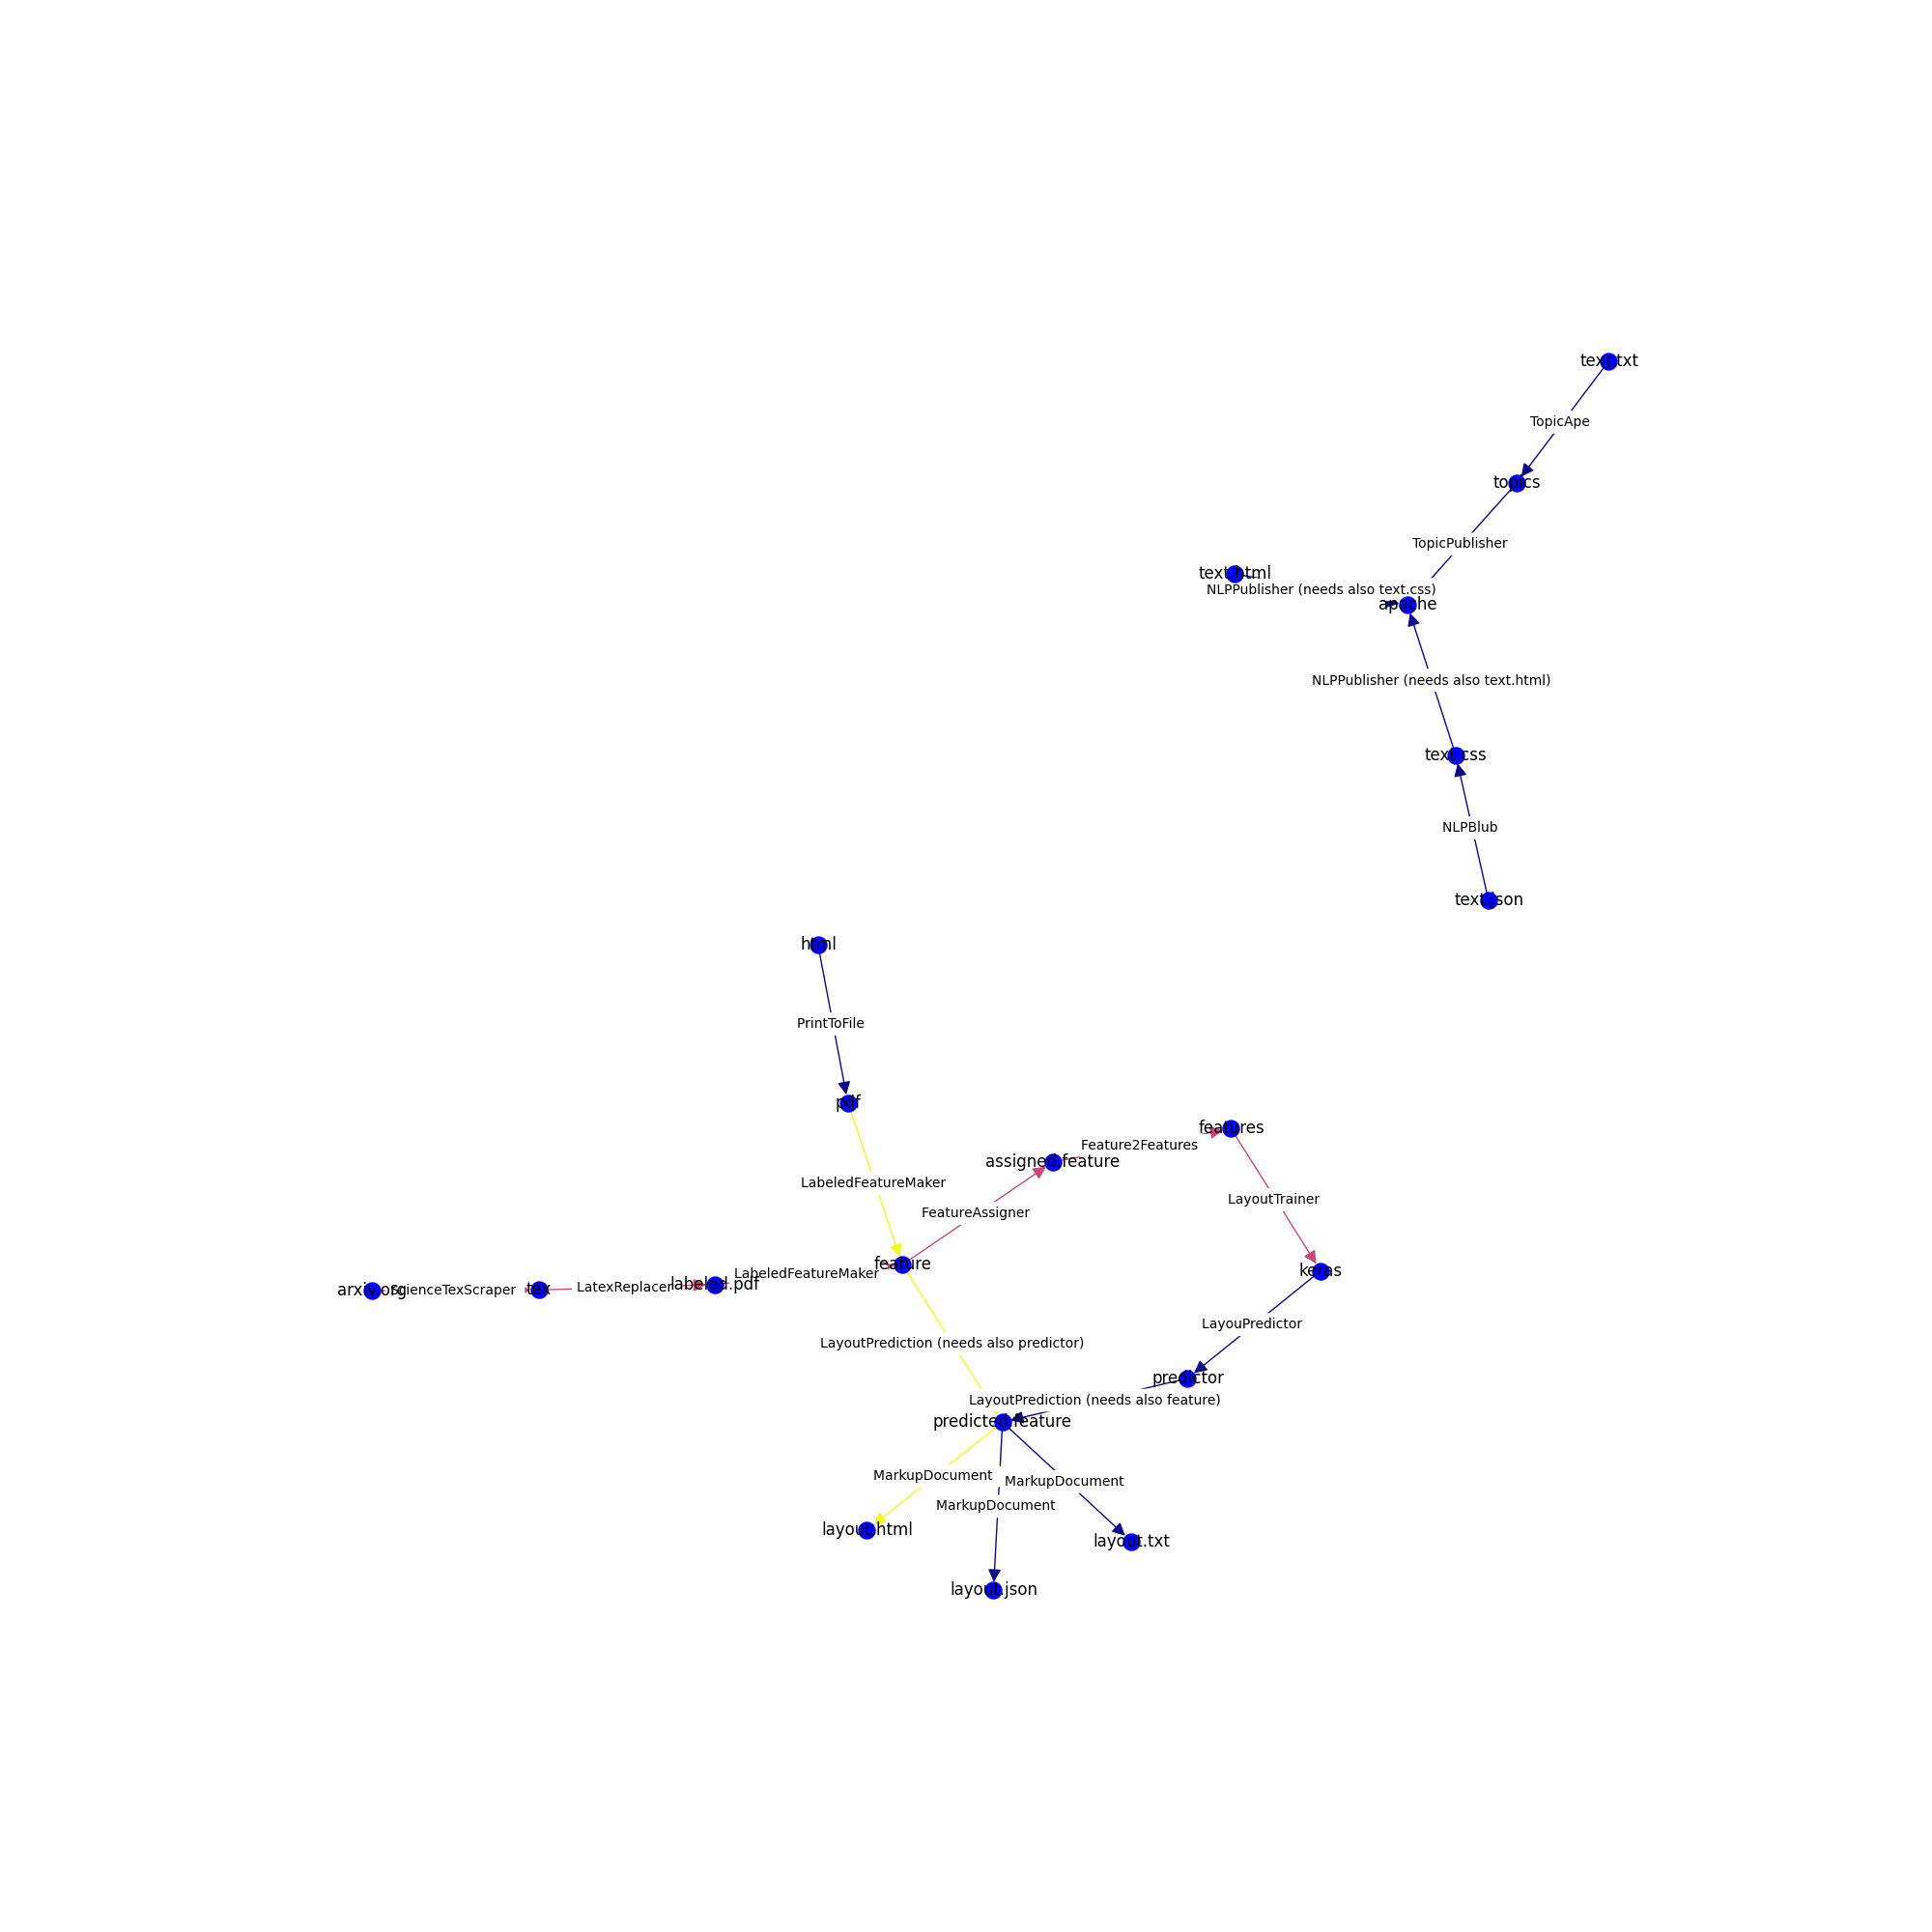 text.txt
TopicApe
topics
TopicPublisher
text.html
NLPPublisher (needs also text.css)
apache
NLPPublisher (needs also text.html)
text.css
NLPBlub
text.json
html
PrintToFile
pdf
features
Feature2Features
assigned.feature
LabeledFeatureMaker
LayoutTrainer
FeatureAssigner
feature
LabeledFeatureMaker
keras
labeled.pdf
LatexReplacer
tex
ScienceTexScraper
arxiv.org
LayouPredictor
LayoutPrediction (needs also predictor)
predictor
LayoutPrediction (needs also feature)
predicted.feature
MarkupDocument
MarkupDocument
MarkupDocument
layout.html
layout.txt
layout.json